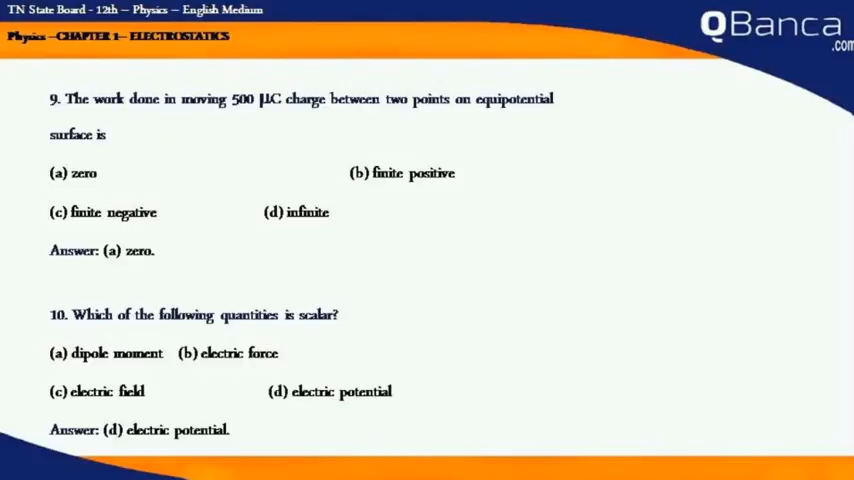 TN State Board - 12th – Physics – English Medium
QBanca
.com
Physics –CHAPTER 1– ELECTROSTATICS
9. The work done in moving 500 µC charge between two points on equipotential
surface is
(a) zero (b) finite positive
(c) finite negative (d) infinite
Answer: (a) zero.
10. Which of the following quantities is scalar?
(a) dipole moment (b) electric force
(c) electric field (d) electric potential
Answer: (d) electric potential.